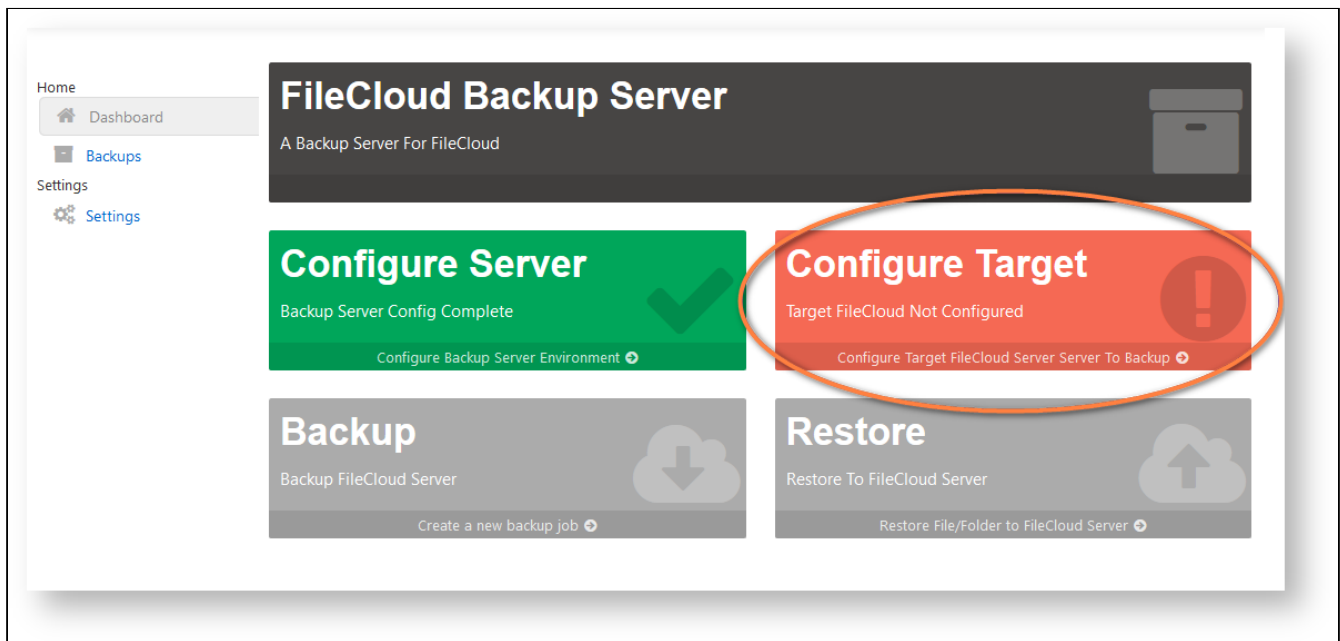 Home
Dashboard
Backups
Settings
Settings
FileCloud Backup Server
A Backup Server For FileCloud
Configure Server
Backup Server Config Complete
Configure Backup Server Environment
Configure Target
Target FileCloud Not Configured
Configure Target FileCloud Server Server To Backup
Backup
Backup FileCloud Server
Create a new backup job
Restore
Restore To FileCloud Server
Restore File/Folder to FileCloud Server